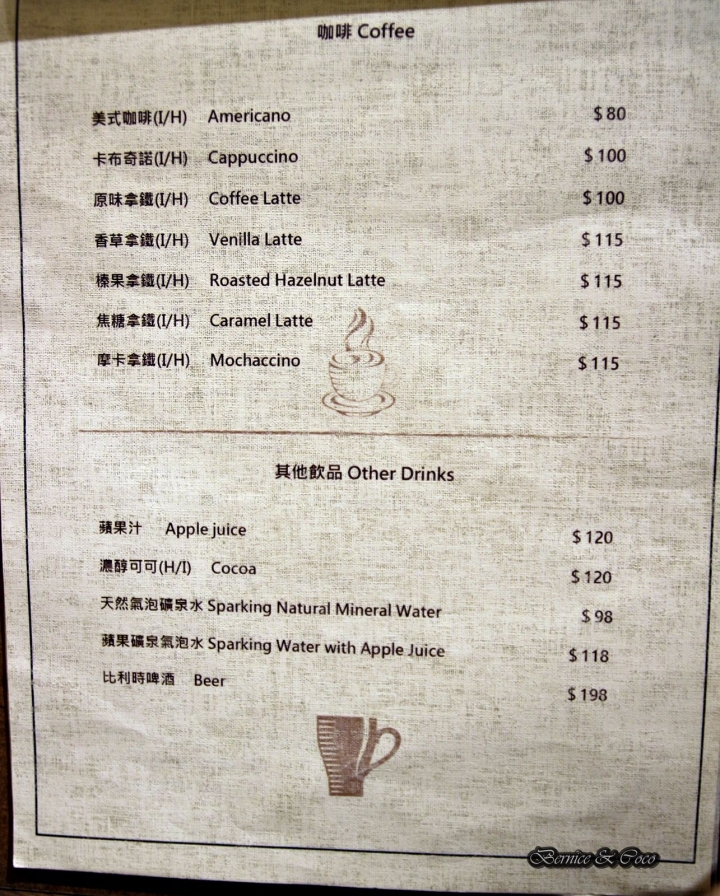 咖啡 Coffee
美式咖啡(I/H) Americano $80
卡布奇諾(I/H) Cappuccino $100
原味拿鐵(I/H) Coffee Latte $100
香草拿鐵(I/H) Venilla Latte $115
榛果拿鐵(I/H) Roasted Hazelnut Latte $115
焦糖拿鐵(I/H) Caramel Latte $115
摩卡拿鐵(I/H) Mochaccino $115
其他飲品 Other Drinks
蘋果汁 Apple juice $120
濃醇可可(H/I) Cocoa $120
天然氣泡礦泉水 Sparking Natural Mineral Water $98
蘋果礦泉氣泡水 Sparking Water with Apple Juice $118
比利時啤酒 Beer $198
Bernice & Coco